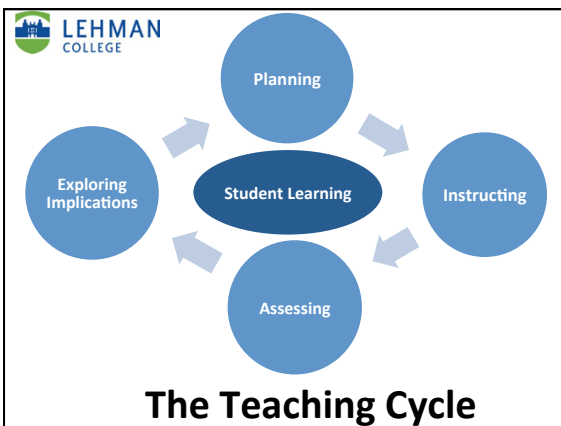 LEHMAN
COLLEGE
Planning
Exploring
Implications
Student Learning
Instructing
Assessing
The Teaching Cycle